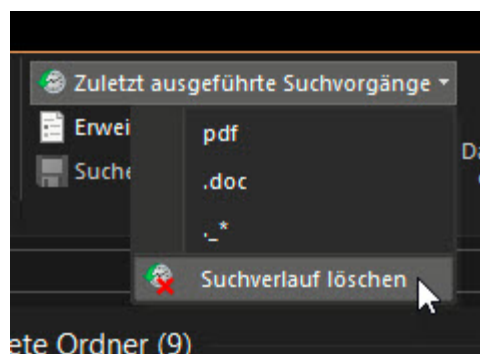 Zuletzt ausgeführte Suchvorgänge
Erwei
pdf
Suche
.doc
._*
Suchverlauf löschen
ete Ordner (9)